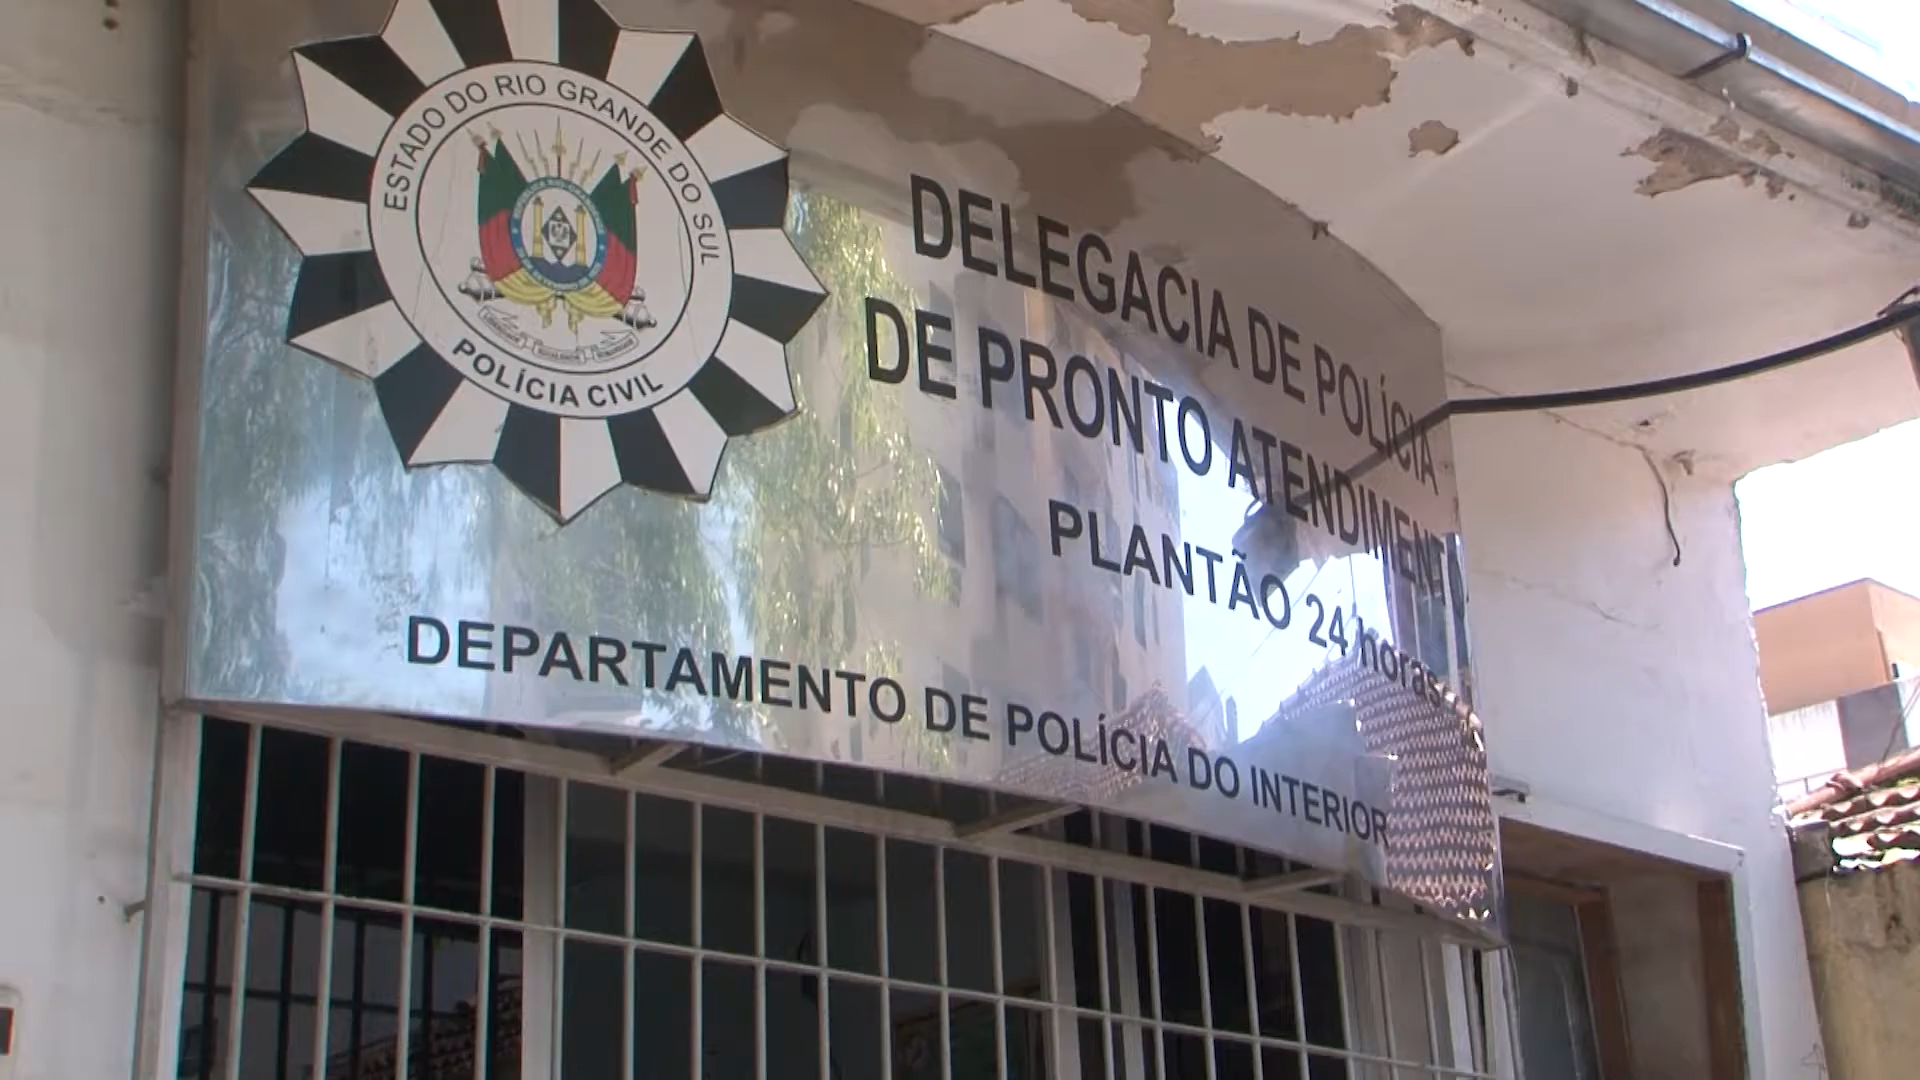 ESTADO DO RIO GRANDE DO SUL
POLÍCIA CIVIL
DELEGACIA DE POLÍCIA
DE PRONTO ATENDIMENTO
PLANTÃO 24 horas
DEPARTAMENTO DE POLÍCIA DO INTERIOR